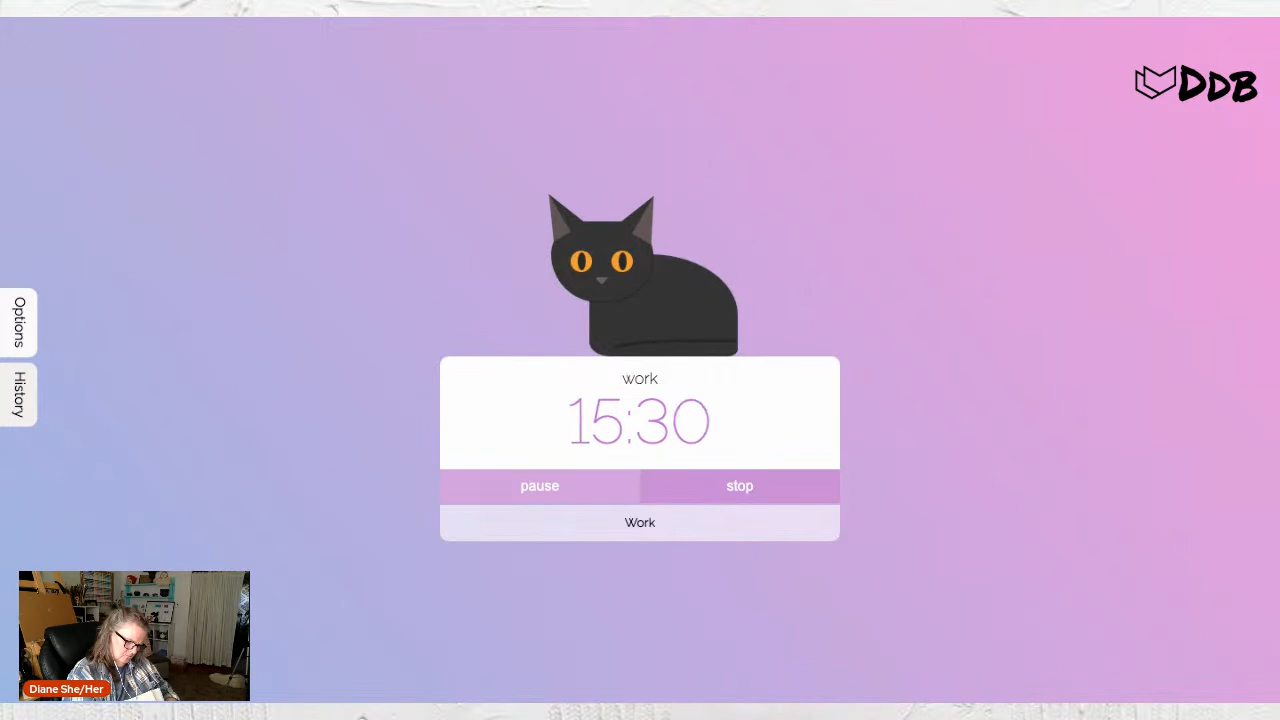 DDB
Options
History
work
15:30
pause
stop
Work
Diane She/Her